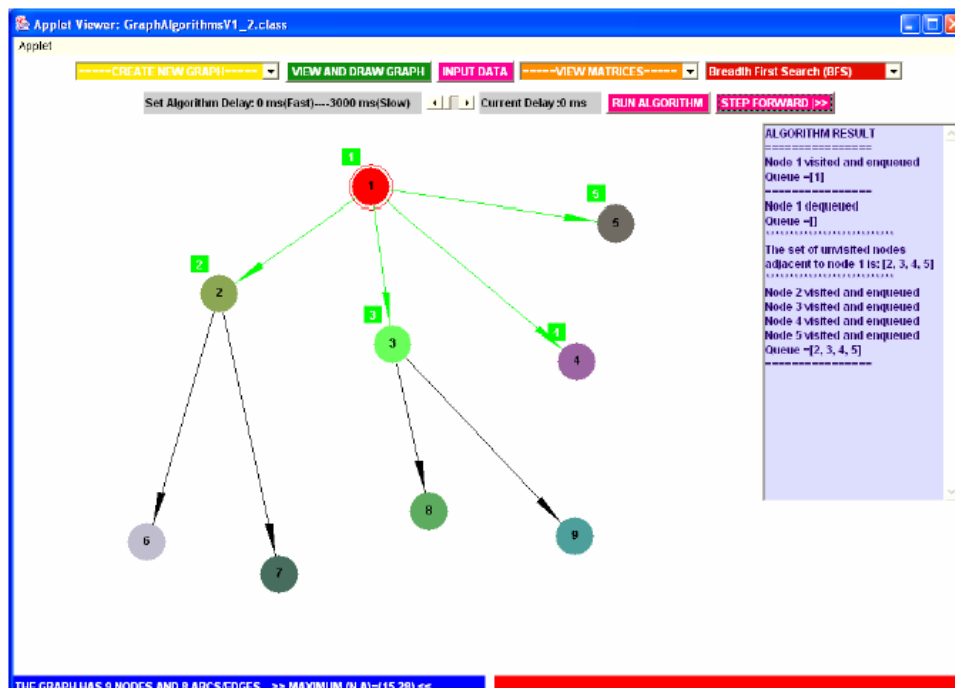 Applet Viewer: GraphAlgorithmsV1_2.class
Applet
-----CREATE NEW GRAPH----- VIEW AND DRAW GRAPH INPUT DATA -----VIEW MATRICES----- Breadth First Search (BFS)
Set Algorithm Delay: 0 ms(Fast)----3000 ms(Slow) Current Delay :0 ms RUN ALGORITHM STEP FORWARD |>>
ALGORITHM RESULT
================
Node 1 visited and enqueued
Queue =[1]
================
Node 1 dequeued
Queue =[]
***************************
The set of unvisited nodes
adjacent to node 1 is: [2, 3, 4, 5]
***************************
Node 2 visited and enqueued
Node 3 visited and enqueued
Node 4 visited and enqueued
Node 5 visited and enqueued
Queue =[2, 3, 4, 5]
================
1
1
5
5
2
2
3
3
4
4
6
7
8
9
THE GRAPH HAS 9 NODES AND 8 ARCS/EDGES. >> MAXIMUM (N,A)=(15,28) <<